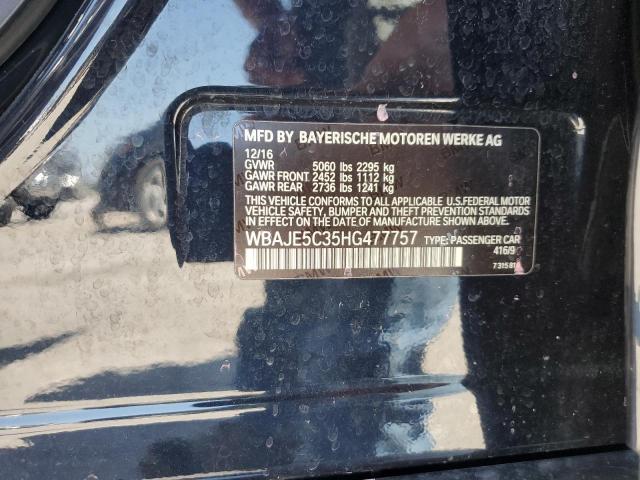 MFD BY BAYERISCHE MOTOREN WERKE AG
12/16
GVWR 5060 lbs 2295 kg
GAWR FRONT 2452 lbs 1112 kg
GAWR REAR 2736 lbs 1241 kg
THIS VEHICLE CONFORMS TO ALL APPLICABLE U.S.FEDERAL MOTOR
VEHICLE SAFETY, BUMPER AND THEFT PREVENTION STANDARDS
IN EFFECT ON THE DATE OF MANUFACTURE SHOWN ABOVE.
WBAJE5C35HG477757 TYPE: PASSENGER CAR
416/9